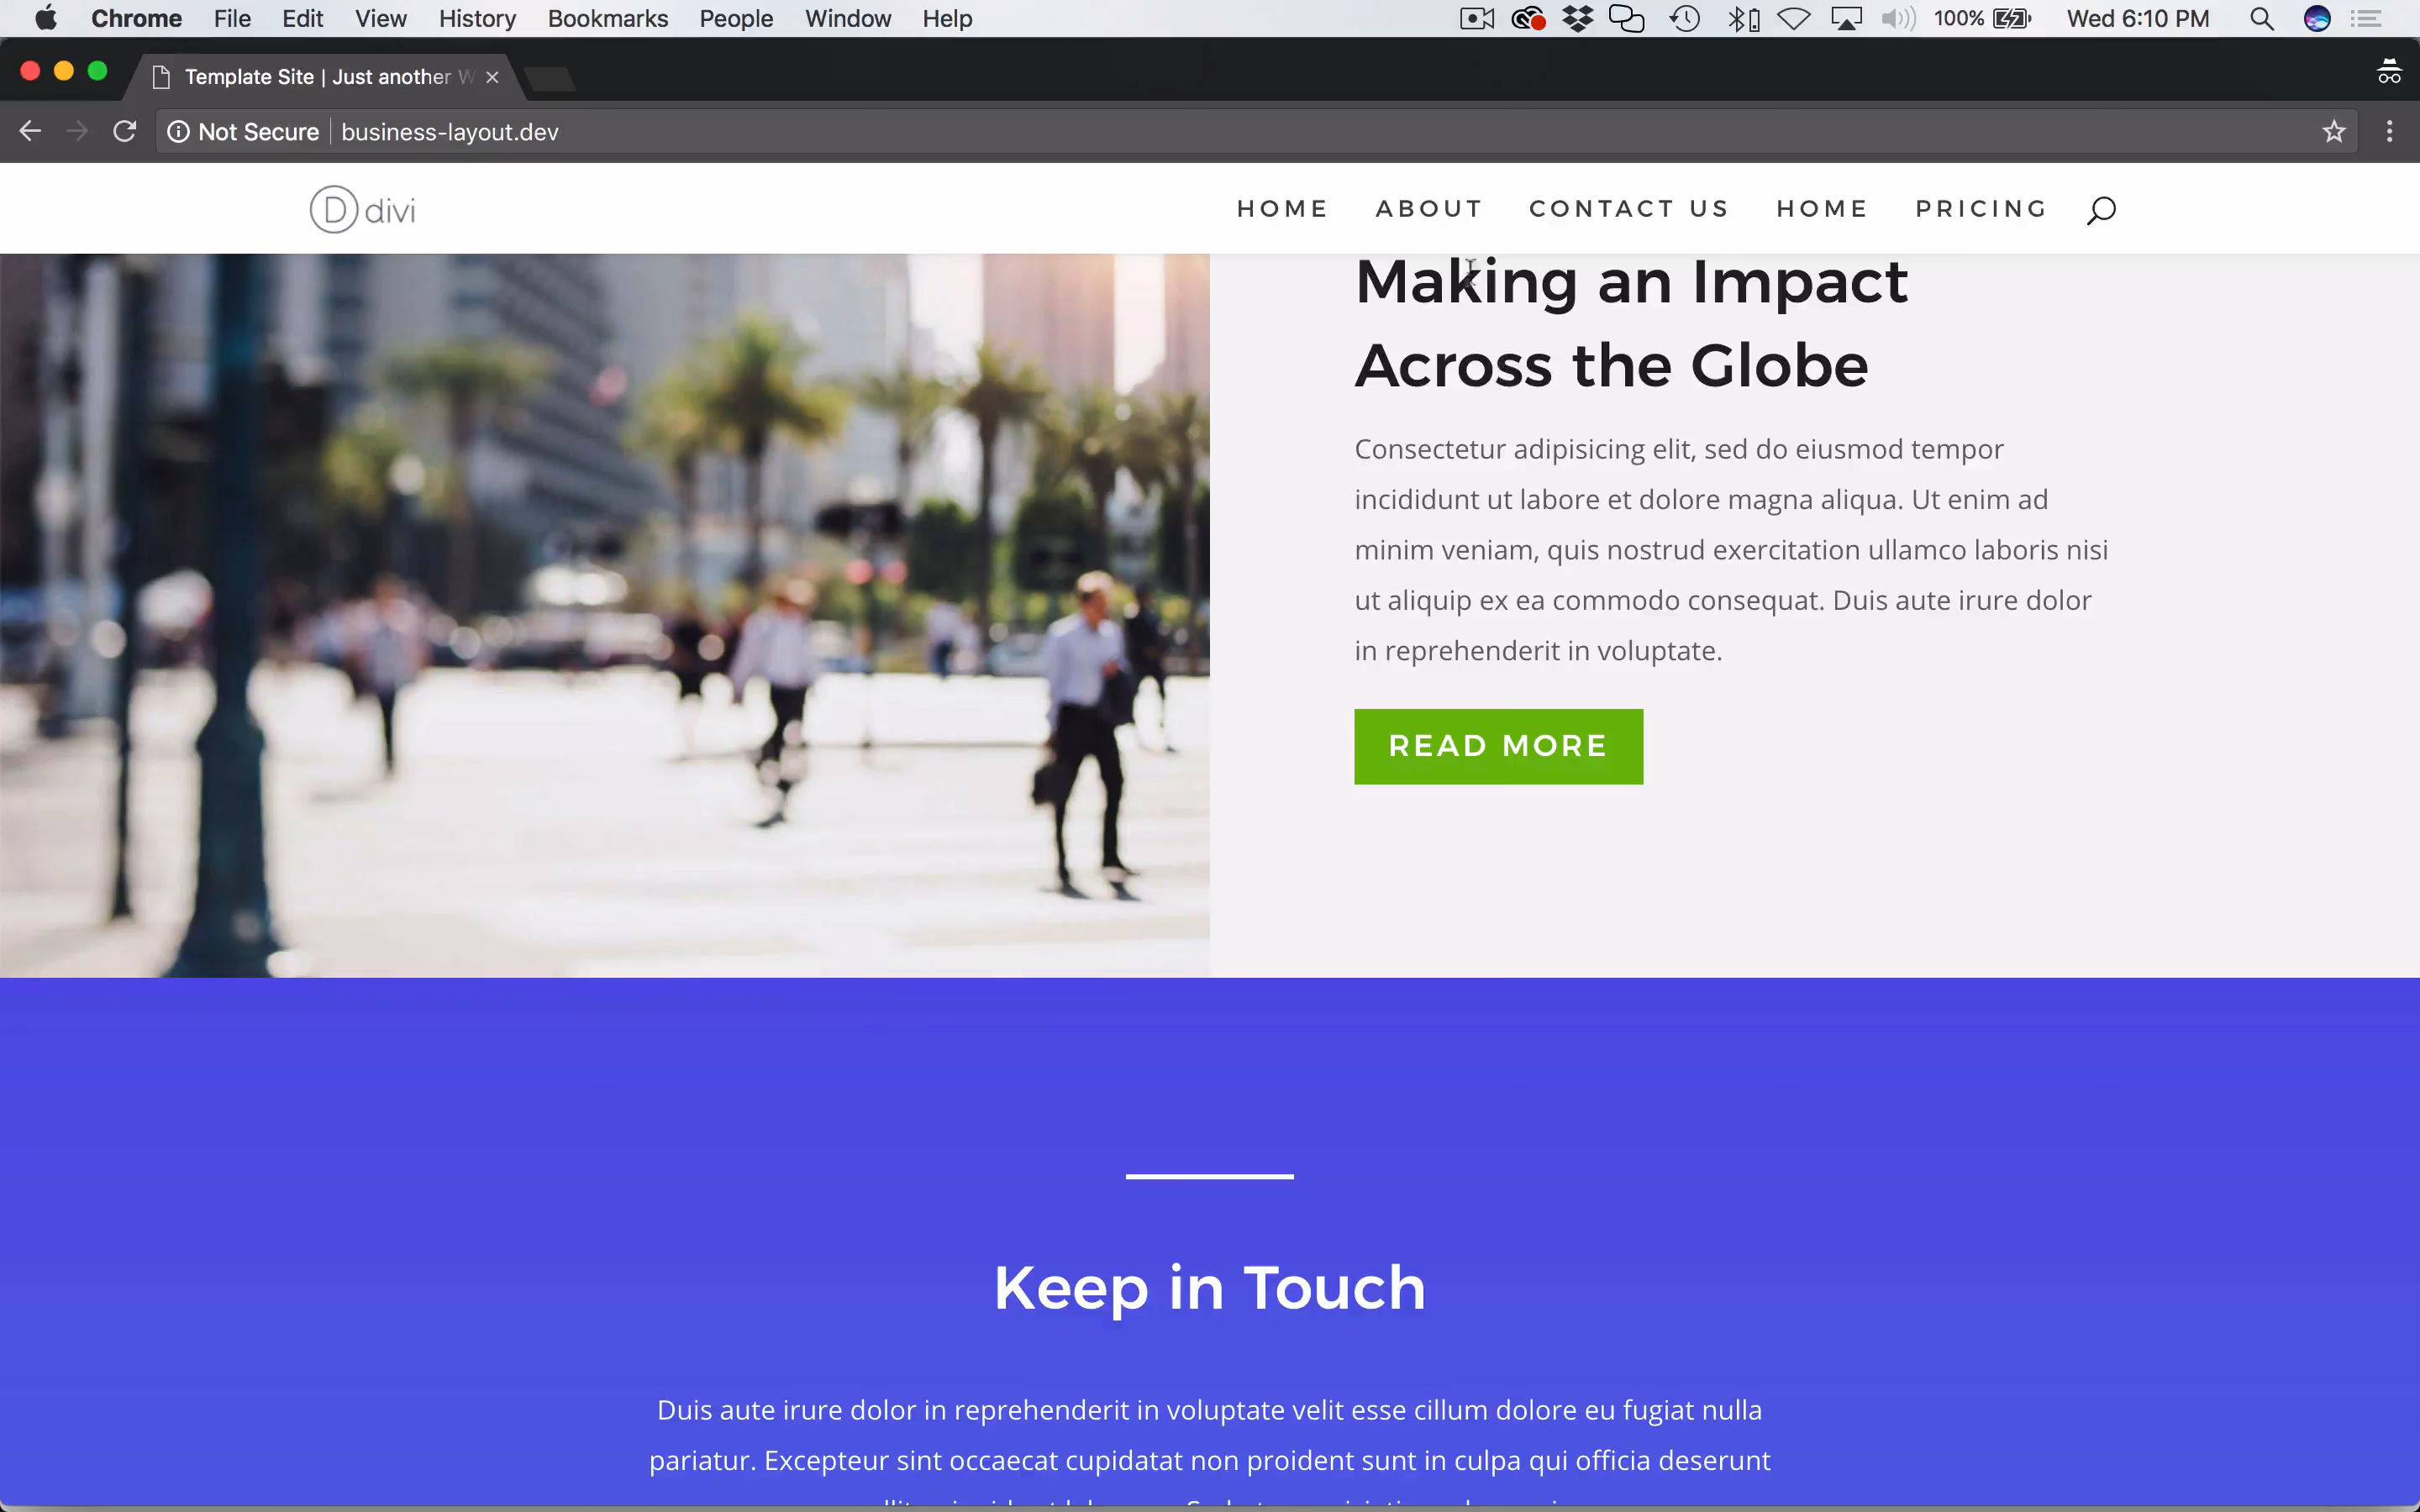 Chrome File Edit View History Bookmarks People Window Help 100% Wed 6:10 PM
Template Site | Just another W
Not Secure business-layout.dev
D divi HOME ABOUT CONTACT US HOME PRICING
Making an Impact
Across the Globe
Consectetur adipisicing elit, sed do eiusmod tempor
incididunt ut labore et dolore magna aliqua. Ut enim ad
minim veniam, quis nostrud exercitation ullamco laboris nisi
ut aliquip ex ea commodo consequat. Duis aute irure dolor
in reprehenderit in voluptate.
READ MORE
Keep in Touch
Duis aute irure dolor in reprehenderit in voluptate velit esse cillum dolore eu fugiat nulla
pariatur. Excepteur sint occaecat cupidatat non proident sunt in culpa qui officia deserunt